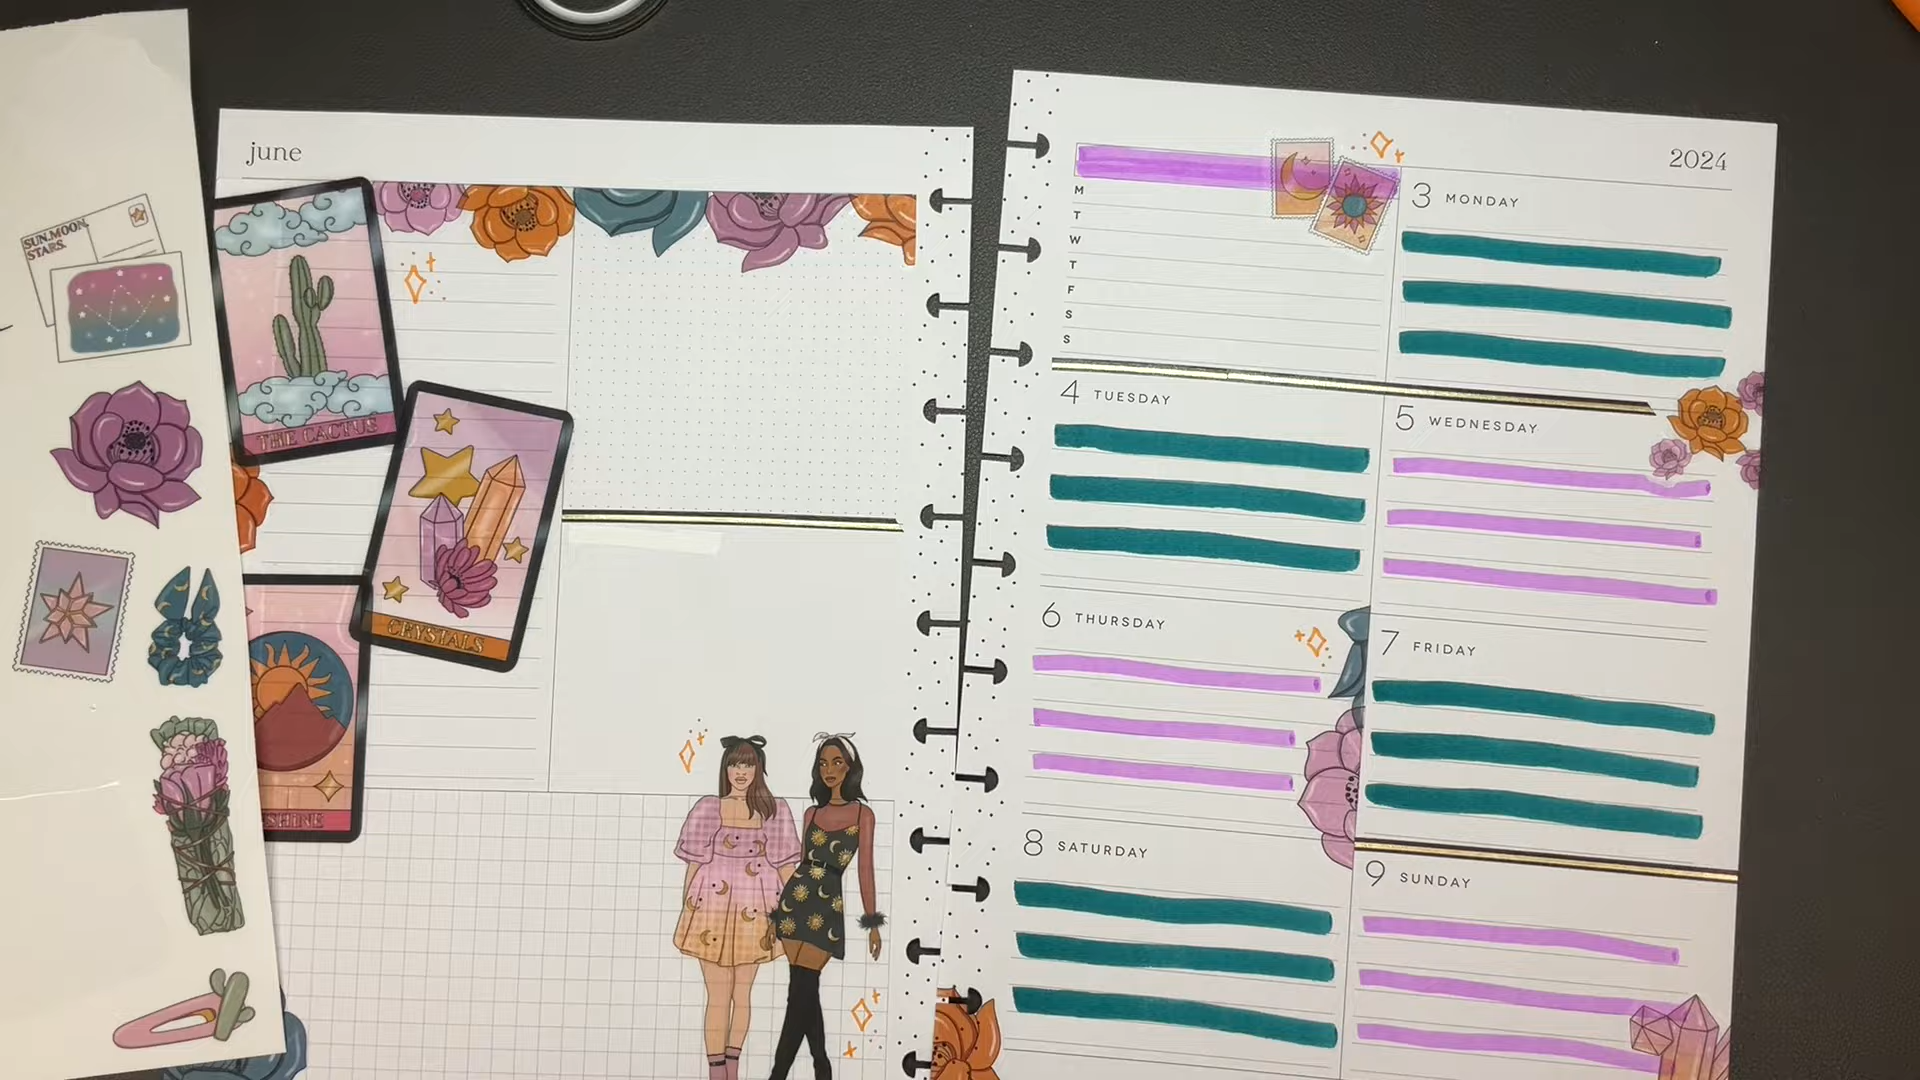 june
SUN.MOON.
STARS.
THE CACTUS
CRYSTALS
SHINE
2024
M
T
W
T
F
S
S
3 MONDAY
4 TUESDAY
5 WEDNESDAY
6 THURSDAY
7 FRIDAY
8 SATURDAY
9 SUNDAY